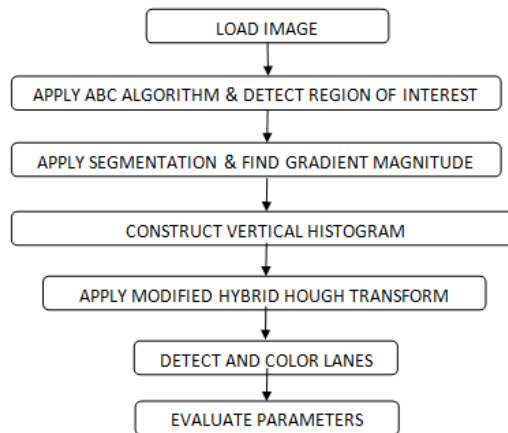 LOAD IMAGE
APPLY ABC ALGORITHM & DETECT REGION OF INTEREST
APPLY SEGMENTATION & FIND GRADIENT MAGNITUDE
CONSTRUCT VERTICAL HISTOGRAM
APPLY MODIFIED HYBRID HOUGH TRANSFORM
DETECT AND COLOR LANES
EVALUATE PARAMETERS